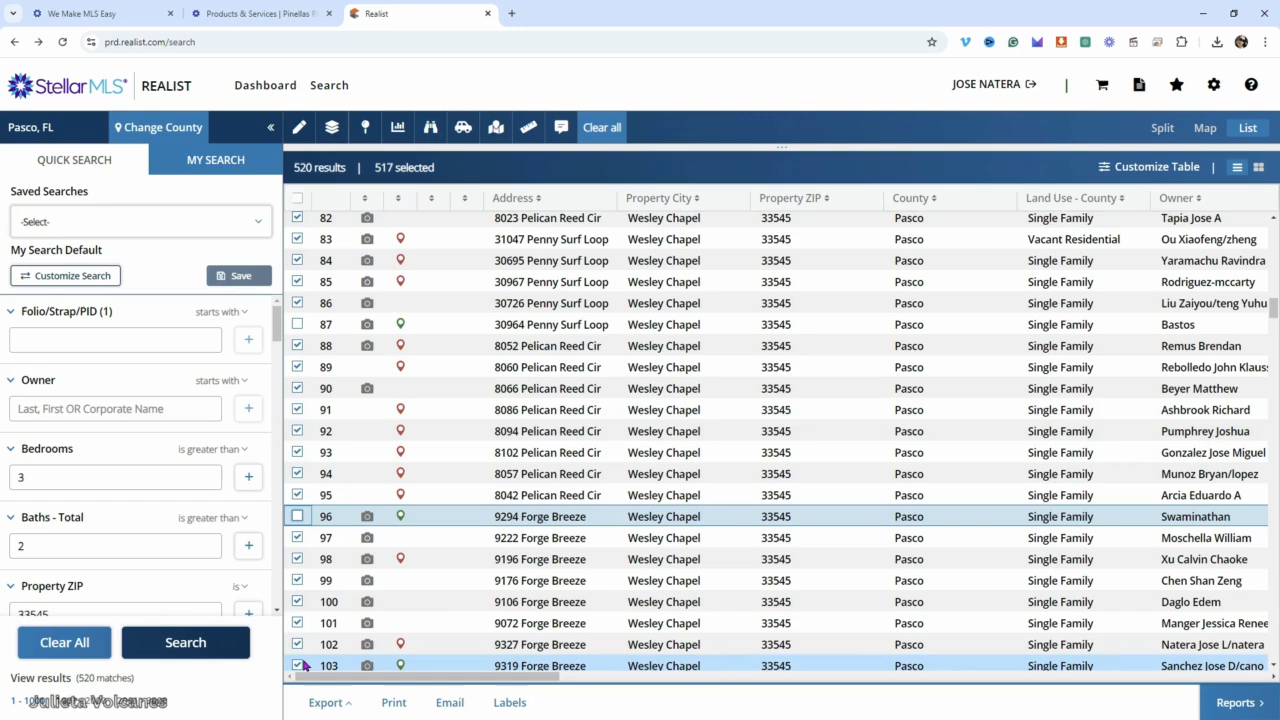 We Make MLS Easy
Products & Services | Pinellas R
Realist
prd.realist.com/search
StellarMLS REALIST
Dashboard
Search
JOSE NATERA
Pasco, FL
Change County
Clear all
Split
Map
List
QUICK SEARCH
MY SEARCH
520 results
517 selected
Customize Table
Saved Searches
-Select-
My Search Default
Customize Search
Save
Folio/Strap/PID (1) starts with
Owner starts with
Last, First OR Corporate Name
Bedrooms is greater than
3
Baths - Total is greater than
2
Property ZIP is
33545
Clear All
Search
View results (520 matches)
Julieta Volcanes
Address Property City Property ZIP County Land Use - County Owner
82 8023 Pelican Reed Cir Wesley Chapel 33545 Pasco Single Family Tapia Jose A
83 31047 Penny Surf Loop Wesley Chapel 33545 Pasco Vacant Residential Ou Xiaofeng/zheng
84 30695 Penny Surf Loop Wesley Chapel 33545 Pasco Single Family Yaramachu Ravindra
85 30967 Penny Surf Loop Wesley Chapel 33545 Pasco Single Family Rodriguez-mccarty
86 30726 Penny Surf Loop Wesley Chapel 33545 Pasco Single Family Liu Zaiyou/teng Yuhu
87 30964 Penny Surf Loop Wesley Chapel 33545 Pasco Single Family Bastos
88 8052 Pelican Reed Cir Wesley Chapel 33545 Pasco Single Family Remus Brendan
89 8060 Pelican Reed Cir Wesley Chapel 33545 Pasco Single Family Rebolledo John Klauss
90 8066 Pelican Reed Cir Wesley Chapel 33545 Pasco Single Family Beyer Matthew
91 8086 Pelican Reed Cir Wesley Chapel 33545 Pasco Single Family Ashbrook Richard
92 8094 Pelican Reed Cir Wesley Chapel 33545 Pasco Single Family Pumphrey Joshua
93 8102 Pelican Reed Cir Wesley Chapel 33545 Pasco Single Family Gonzalez Jose Miguel
94 8057 Pelican Reed Cir Wesley Chapel 33545 Pasco Single Family Munoz Bryan/lopez
95 8042 Pelican Reed Cir Wesley Chapel 33545 Pasco Single Family Arcia Eduardo A
96 9294 Forge Breeze Wesley Chapel 33545 Pasco Single Family Swaminathan
97 9222 Forge Breeze Wesley Chapel 33545 Pasco Single Family Moschella William
98 9196 Forge Breeze Wesley Chapel 33545 Pasco Single Family Xu Calvin Chaoke
99 9176 Forge Breeze Wesley Chapel 33545 Pasco Single Family Chen Shan Zeng
100 9106 Forge Breeze Wesley Chapel 33545 Pasco Single Family Daglo Edem
101 9072 Forge Breeze Wesley Chapel 33545 Pasco Single Family Manger Jessica Renee
102 9327 Forge Breeze Wesley Chapel 33545 Pasco Single Family Natera Jose L/natera
103 9319 Forge Breeze Wesley Chapel 33545 Pasco Single Family Sanchez Jose D/cano
Export
Print
Email
Labels
Reports